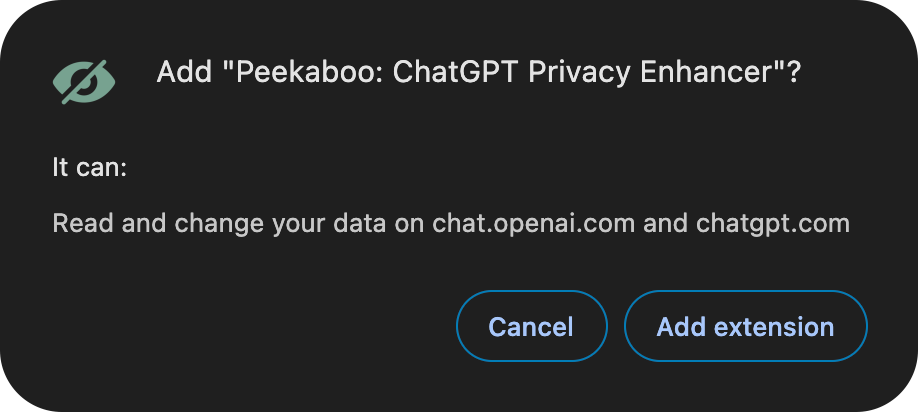 Add "Peekaboo: ChatGPT Privacy Enhancer"?
It can:
Read and change your data on chat.openai.com and chatgpt.com
Cancel
Add extension